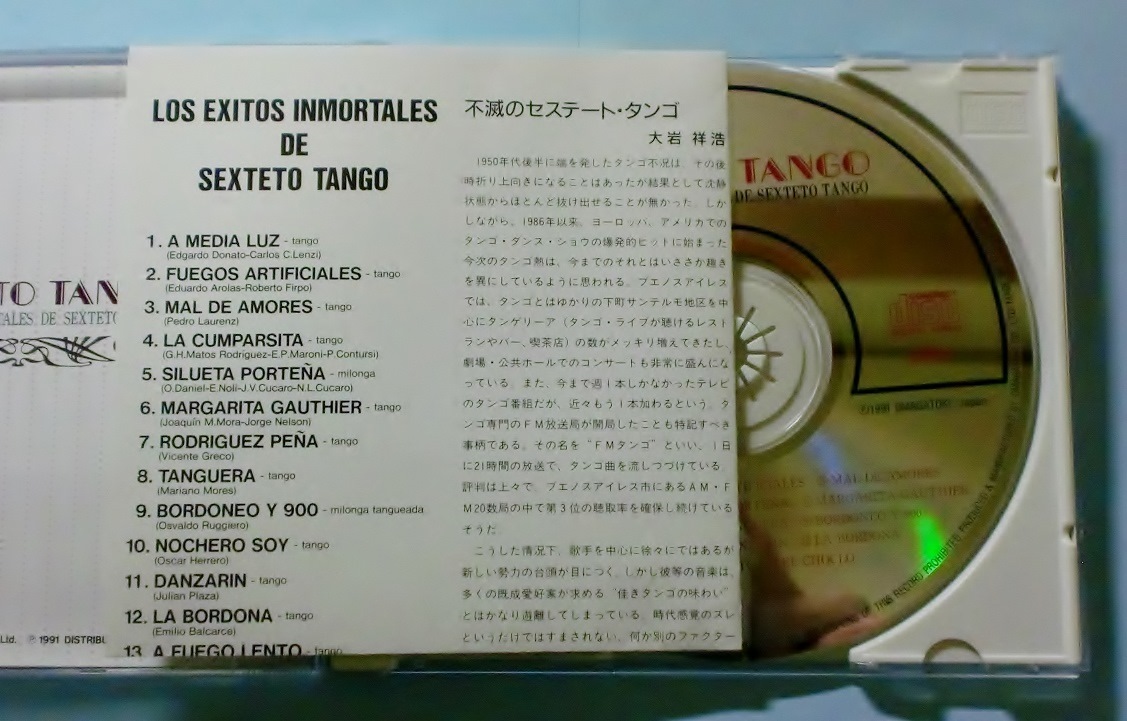 LOS EXITOS INMORTALES
DE
SEXTETO TANGO
1. A MEDIA LUZ - tango
(Edgardo Donato-Carlos C.Lenzi)
2. FUEGOS ARTIFICIALES - tango
(Eduardo Arolas-Roberto Firpo)
3. MAL DE AMORES - tango
(Pedro Laurenz)
4. LA CUMPARSITA - tango
(G.H.Matos Rodriguez-E.P.Maroni-P.Contursi)
5. SILUETA PORTEÑA - milonga
(O.Daniel-E.Noli-J.V.Cucaro-N.L.Cucaro)
6. MARGARITA GAUTHIER - tango
(Joaquín M.Mora-Jorge Nelson)
7. RODRIGUEZ PEÑA - tango
(Vicente Greco)
8. TANGUERA - tango
(Mariano Mores)
9. BORDONEO Y 900 - milonga tangueada
(Osvaldo Ruggiero)
10. NOCHERO SOY - tango
(Oscar Herrero)
11. DANZARIN - tango
(Julian Plaza)
12. LA BORDONA - tango
(Emilio Balcarce)
13. A FUEGO LENTO - tango
不滅のセステート・タンゴ
大岩 祥浩
1950年代後半に端を発したタンゴ不況は、その後
時折り上向きになることはあったが結果として沈静
状態からはほとんど抜け出せることが無かった。しか
しながら、1986年以来、ヨーロッパ、アメリカでの
タンゴ・ダンス・ショウの爆発的ヒットに始まった
今次のタンゴ熱は、今までのそれとはいささか趣き
を異にしているように思われる。ブエノスアイレス
では、タンゴとはゆかりの下町サンテルモ地区を中
心にタンゲリーア（タンゴ・ライブが聴けるレスト
ランやバー、喫茶店）の数がメッキリ増えてきたし、
劇場・公共ホールでのコンサートも非常に盛んにな
っている。また、今まで週1本しかなかったテレビ
のタンゴ番組だが、近々もう1本加わるという。タ
ンゴ専門のFM放送局が開局したことも特記すべき
事柄である。その名を“FMタンゴ”といい、1日
に21時間の放送で、タンゴ曲を流しつづけている。
評判は上々で、ブエノスアイレス市にあるAM・F
M20数局の中で第3位の聴取率を確保し続けている
そうだ。
こうした情況下、歌手を中心に徐々にではあるが
新しい勢力の台頭が目につく。しかし彼等の音楽は、
多くの既成愛好家が求める“佳きタンゴの味わい”
とはかなり遊離してしまっている。時代感覚のズレ
というだけではすまされない、何か別のファクター
TO TAN
TALES DE SEXTETO
Ltd. ℗ 1991 DISTRIBU
TANGO
DE SEXTETO TANGO
CIALES MAL DE AMORES
MARGARITA GAUTHIER
BORDONEO Y 900
LA BORDONA
OF THIS RECORD PROHIBITED